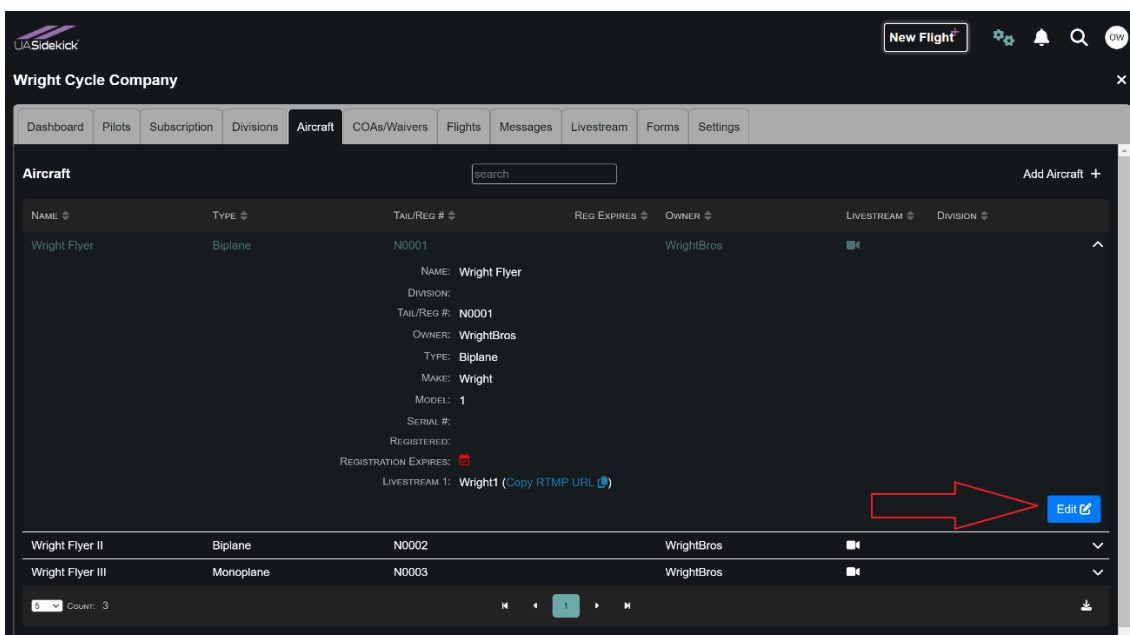 New Flight
UASidekick
OW
Wright Cycle Company
Dashboard Pilots Subscription Divisions Aircraft COAs/Waivers Flights Messages Livestream Forms Settings
Aircraft search Add Aircraft +
NAME TYPE TAIL/REG # REG EXPIRES OWNER LIVESTREAM DIVISION
Wright Flyer Biplane N0001 WrightBros
NAME: Wright Flyer
DIVISION:
TAIL/REG #: N0001
OWNER: WrightBros
TYPE: Biplane
MAKE: Wright
MODEL: 1
SERIAL #:
REGISTERED:
REGISTRATION EXPIRES:
LIVESTREAM 1: Wright1 (Copy RTMP URL)
Edit
Wright Flyer II Biplane N0002 WrightBros
Wright Flyer III Monoplane N0003 WrightBros
5 COUNT: 3 1